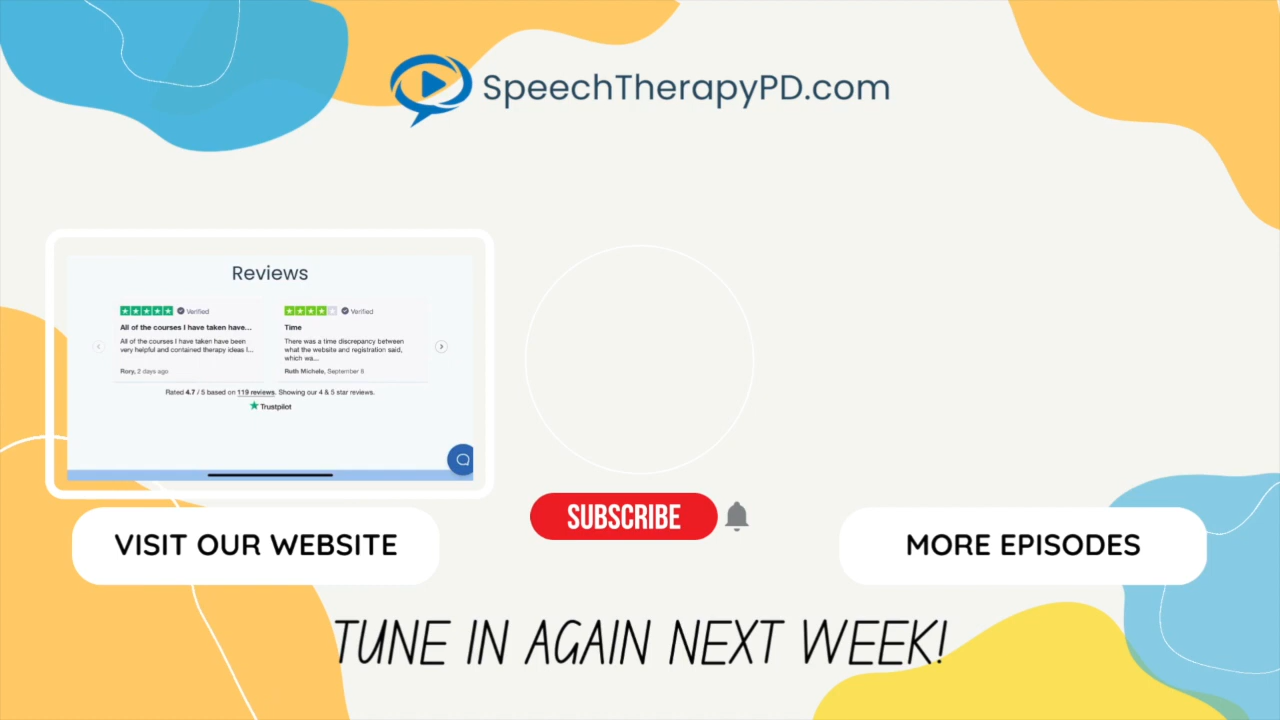 SpeechTherapyPD.com
Reviews
Verified
All of the courses I have taken have...
All of the courses I have taken have been
very helpful and contained therapy ideas I...
Rory, 2 days ago
Verified
Time
There was a time discrepancy between
what the website and registration said,
which wa...
Ruth Michele, September 8
Rated 4.7 / 5 based on 119 reviews. Showing our 4 & 5 star reviews.
Trustpilot
SUBSCRIBE
VISIT OUR WEBSITE
MORE EPISODES
TUNE IN AGAIN NEXT WEEK!